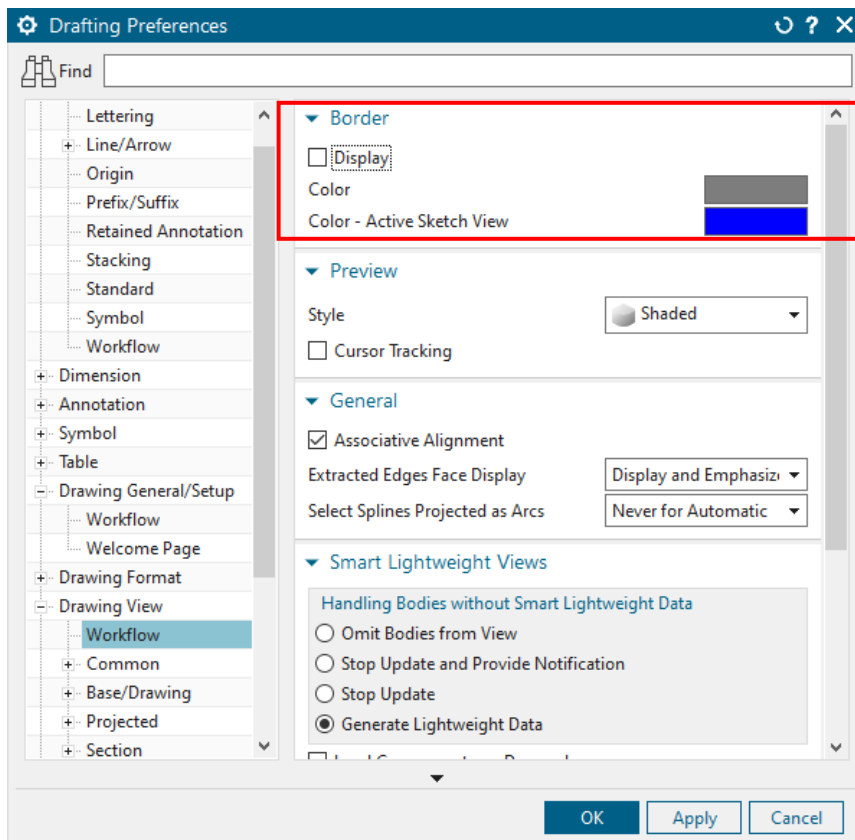 Drafting Preferences
Find
Lettering
Line/Arrow
Origin
Prefix/Suffix
Retained Annotation
Stacking
Standard
Symbol
Workflow
Dimension
Annotation
Symbol
Table
Drawing General/Setup
Workflow
Welcome Page
Drawing Format
Drawing View
Workflow
Common
Base/Drawing
Projected
Section
Border
Display
Color
Color - Active Sketch View
Preview
Style Shaded
Cursor Tracking
General
Associative Alignment
Extracted Edges Face Display Display and Emphasiz
Select Splines Projected as Arcs Never for Automatic
Smart Lightweight Views
Handling Bodies without Smart Lightweight Data
Omit Bodies from View
Stop Update and Provide Notification
Stop Update
Generate Lightweight Data
OK Apply Cancel